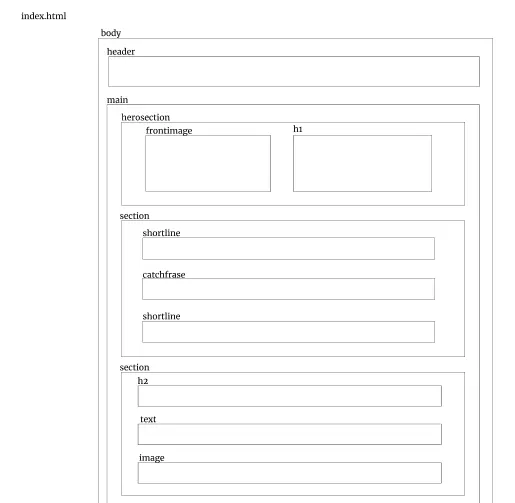 index.html
body
header
main
herosection
frontimage
h1
section
shortline
catchfrase
shortline
section
h2
text
image